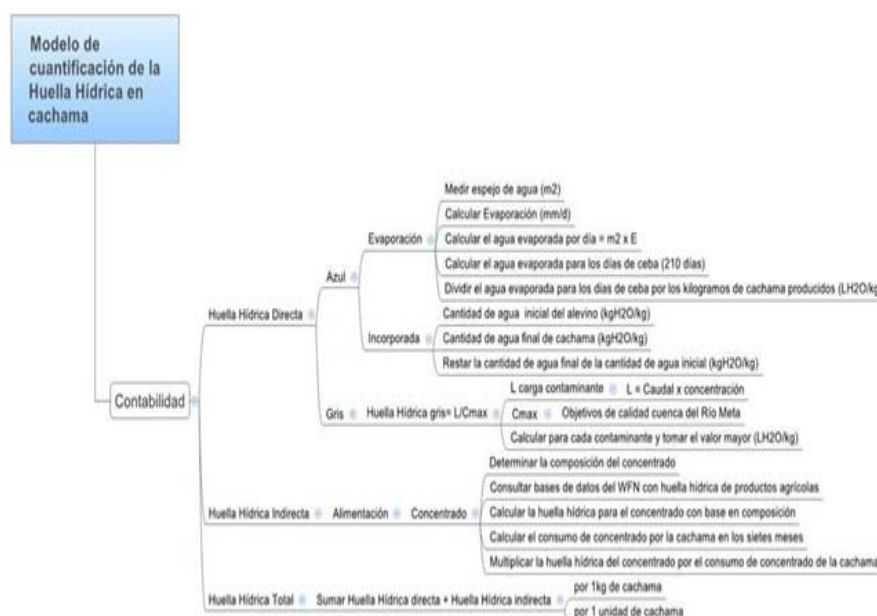 Modelo de
cuantificación de la
Huella Hídrica en
cachama
Contabilidad
Huella Hídrica Directa
Azul
Evaporación
Medir espejo de agua (m2)
Calcular Evaporación (mm/d)
Calcular el agua evaporada por día = m2 x E
Calcular el agua evaporada para los días de ceba (210 días)
Dividir el agua evaporada para los días de ceba por los kilogramos de cachama producidos (LH2O/kg
Incorporada
Cantidad de agua inicial del alevino (kgH2O/kg)
Cantidad de agua final de cachama (kgH2O/kg)
Restar la cantidad de agua final de la cantidad de agua inicial (kgH2O/kg)
Gris
Huella Hídrica gris= L/Cmax
L carga contaminante
L = Caudal x concentración
Cmax
Objetivos de calidad cuenca del Río Meta
Calcular para cada contaminante y tomar el valor mayor (LH2O/kg)
Huella Hídrica Indirecta
Alimentación
Concentrado
Determinar la composición del concentrado
Consultar bases de datos del WFN con huella hídrica de productos agrícolas
Calcular la huella hídrica para el concentrado con base en composición
Calcular el consumo de concentrado por la cachama en los sietes meses
Multiplicar la huella hídrica del concentrado por el consumo de concentrado de la cachama
Huella Hídrica Total
Sumar Huella Hídrica directa + Huella Hídrica indirecta
por 1kg de cachama
por 1 unidad de cachama